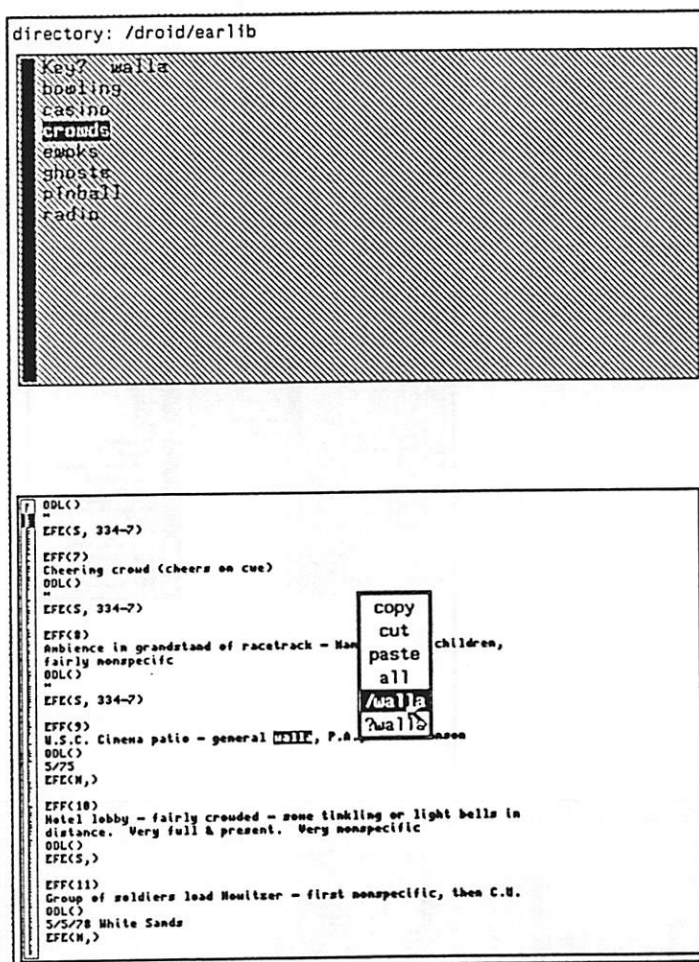 directory: /droid/earlib
Key? walla
bowling
casino
crowds
ewoks
ghosts
pinball
radio
ODL()
"
EFE(S, 334-7)
EFF(7)
Cheering crowd (cheers on cue)
ODL()
"
EFE(S, 334-7)
EFF(8)
Ambience in grandstand of racetrack - children,
fairly nonspecifc
ODL()
"
EFE(S, 334-7)
EFF(9)
U.S.C. Cinema patio - general walla, P.A.
ODL()
5/75
EFE(M,)
EFF(10)
Hotel lobby - fairly crowded - some tinkling or light bells in
distance. Very full & present. Very nonspecific
ODL()
EFE(S,)
EFF(11)
Group of soldiers load Howitzer - first nonspecific, then C.U.
ODL()
5/5/78 White Sands
EFE(M,)
copy
cut
paste
all
/walla
?walla